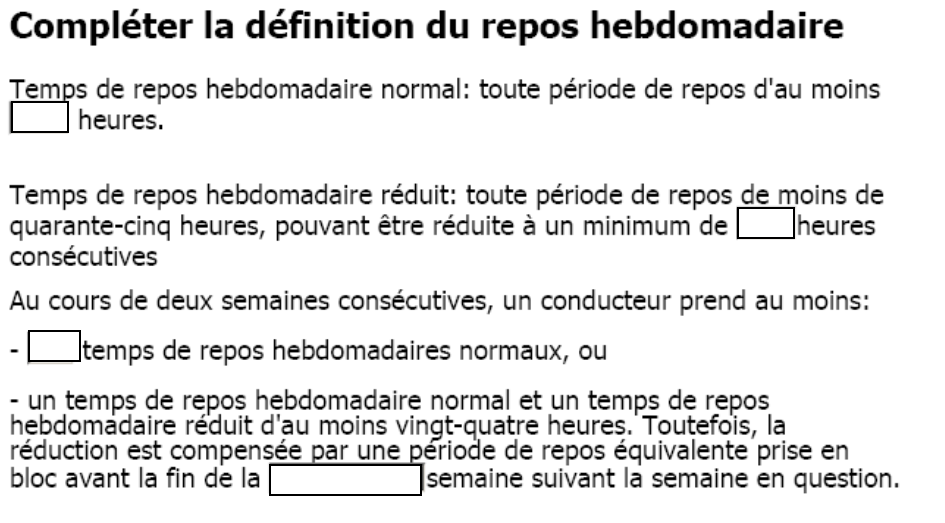 Compléter la définition du repos hebdomadaire
Temps de repos hebdomadaire normal: toute période de repos d'au moins
heures.
Temps de repos hebdomadaire réduit: toute période de repos de moins de
quarante-cinq heures, pouvant être réduite à un minimum de heures
consécutives
Au cours de deux semaines consécutives, un conducteur prend au moins:
- temps de repos hebdomadaires normaux, ou
- un temps de repos hebdomadaire normal et un temps de repos
hebdomadaire réduit d'au moins vingt-quatre heures. Toutefois, la
réduction est compensée par une période de repos équivalente prise en
bloc avant la fin de la semaine suivant la semaine en question.